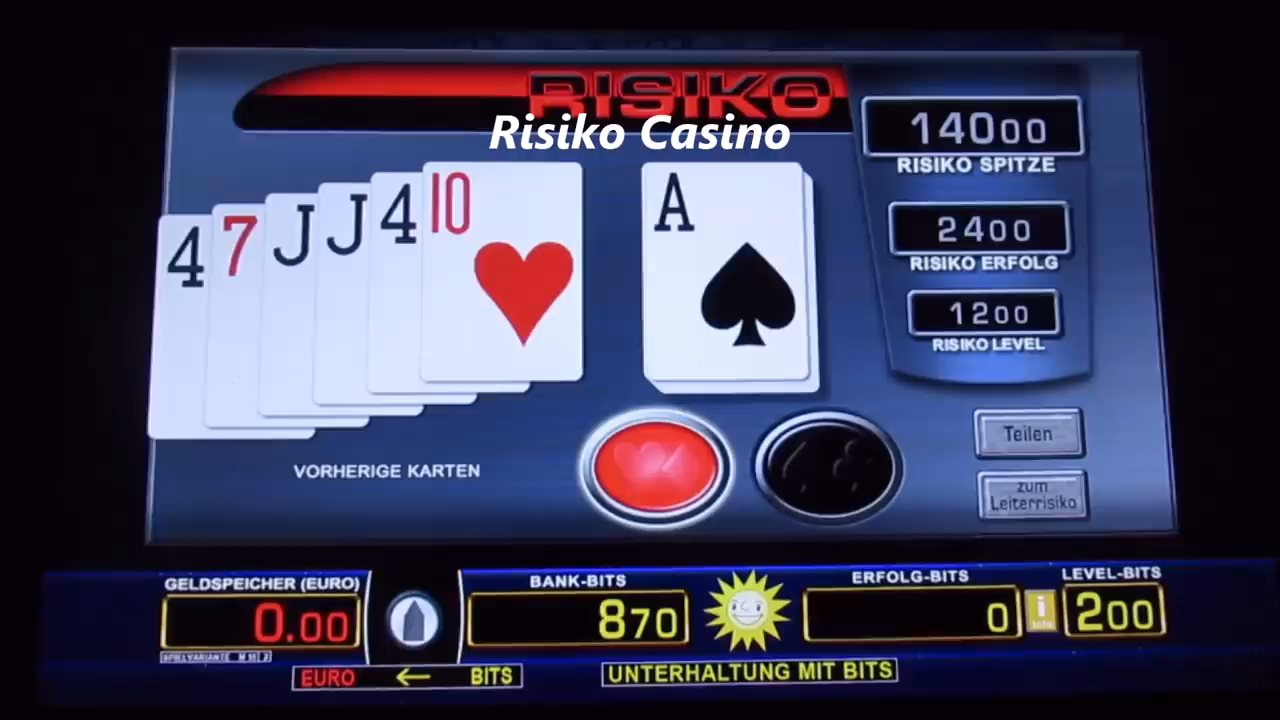 RISIKO
Risiko Casino
14000
RISIKO SPITZE
2400
RISIKO ERFOLG
1200
RISIKO LEVEL
4 7 J J 4 10
A
VORHERIGE KARTEN
Teilen
zum
Leiterrisiko
GELDSPEICHER (EURO)
0.00
BANK-BITS
870
ERFOLG-BITS
0
LEVEL-BITS
200
EURO ← BITS
UNTERHALTUNG MIT BITS